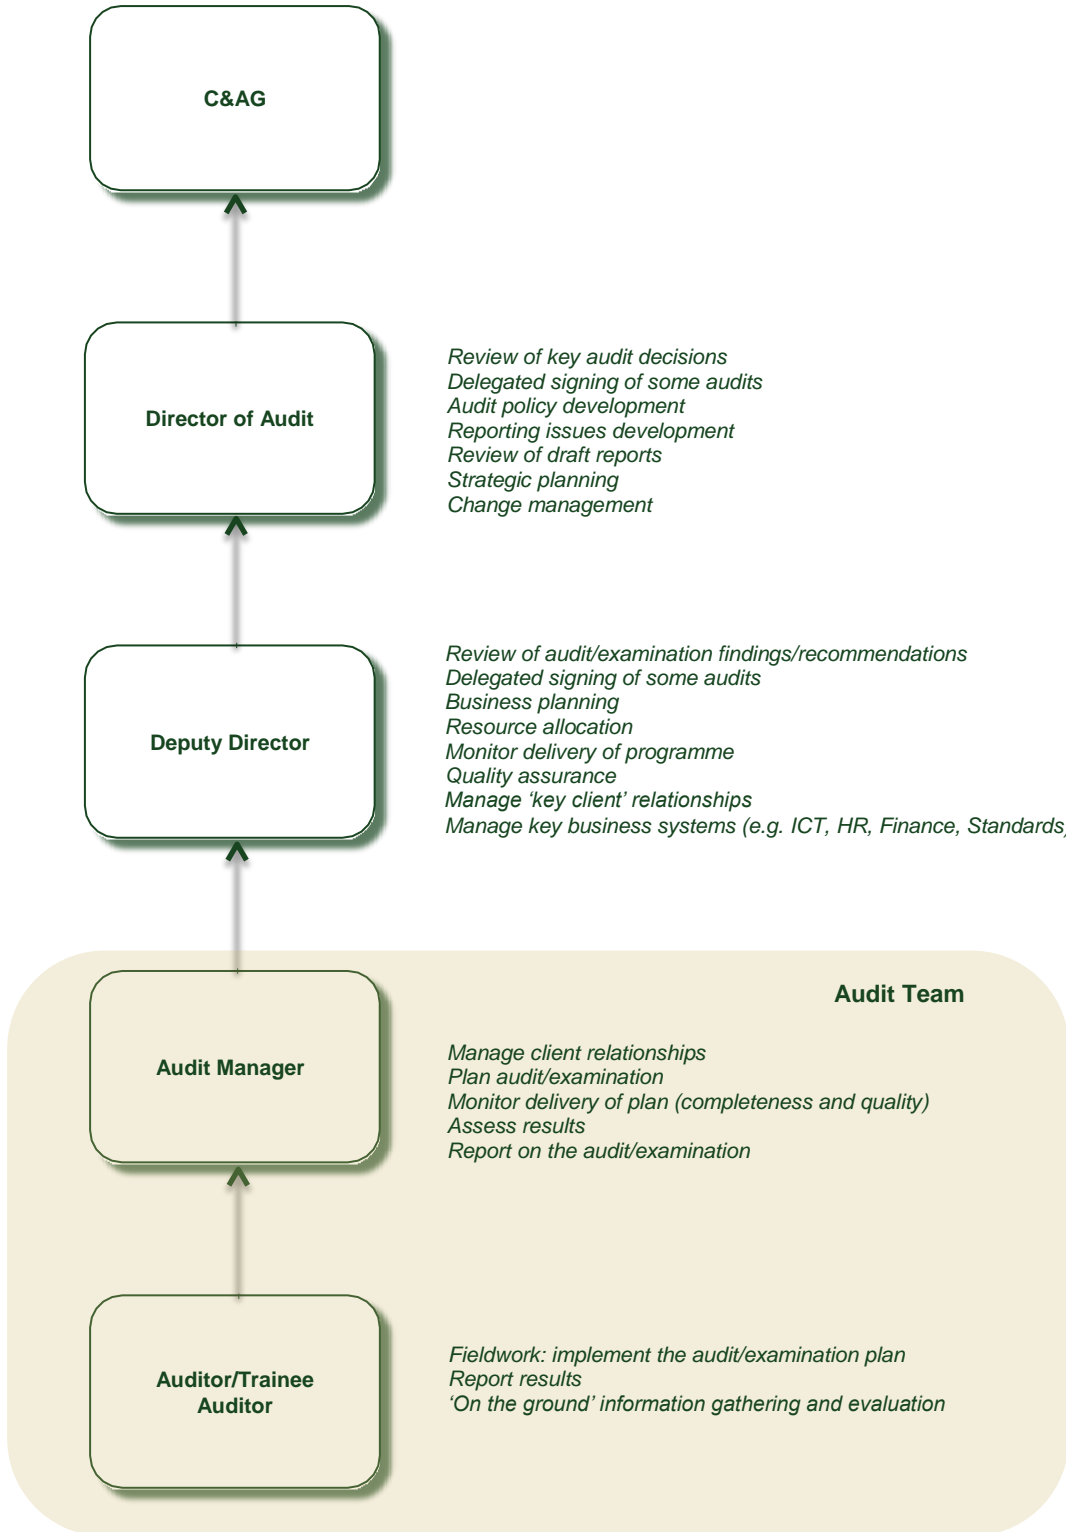 C&AG
Director of Audit
Review of key audit decisions
Delegated signing of some audits
Audit policy development
Reporting issues development
Review of draft reports
Strategic planning
Change management
Deputy Director
Review of audit/examination findings/recommendations
Delegated signing of some audits
Business planning
Resource allocation
Monitor delivery of programme
Quality assurance
Manage ‘key client’ relationships
Manage key business systems (e.g. ICT, HR, Finance, Standards)
Audit Team
Audit Manager
Manage client relationships
Plan audit/examination
Monitor delivery of plan (completeness and quality)
Assess results
Report on the audit/examination
Auditor/Trainee
Auditor
Fieldwork: implement the audit/examination plan
Report results
‘On the ground’ information gathering and evaluation